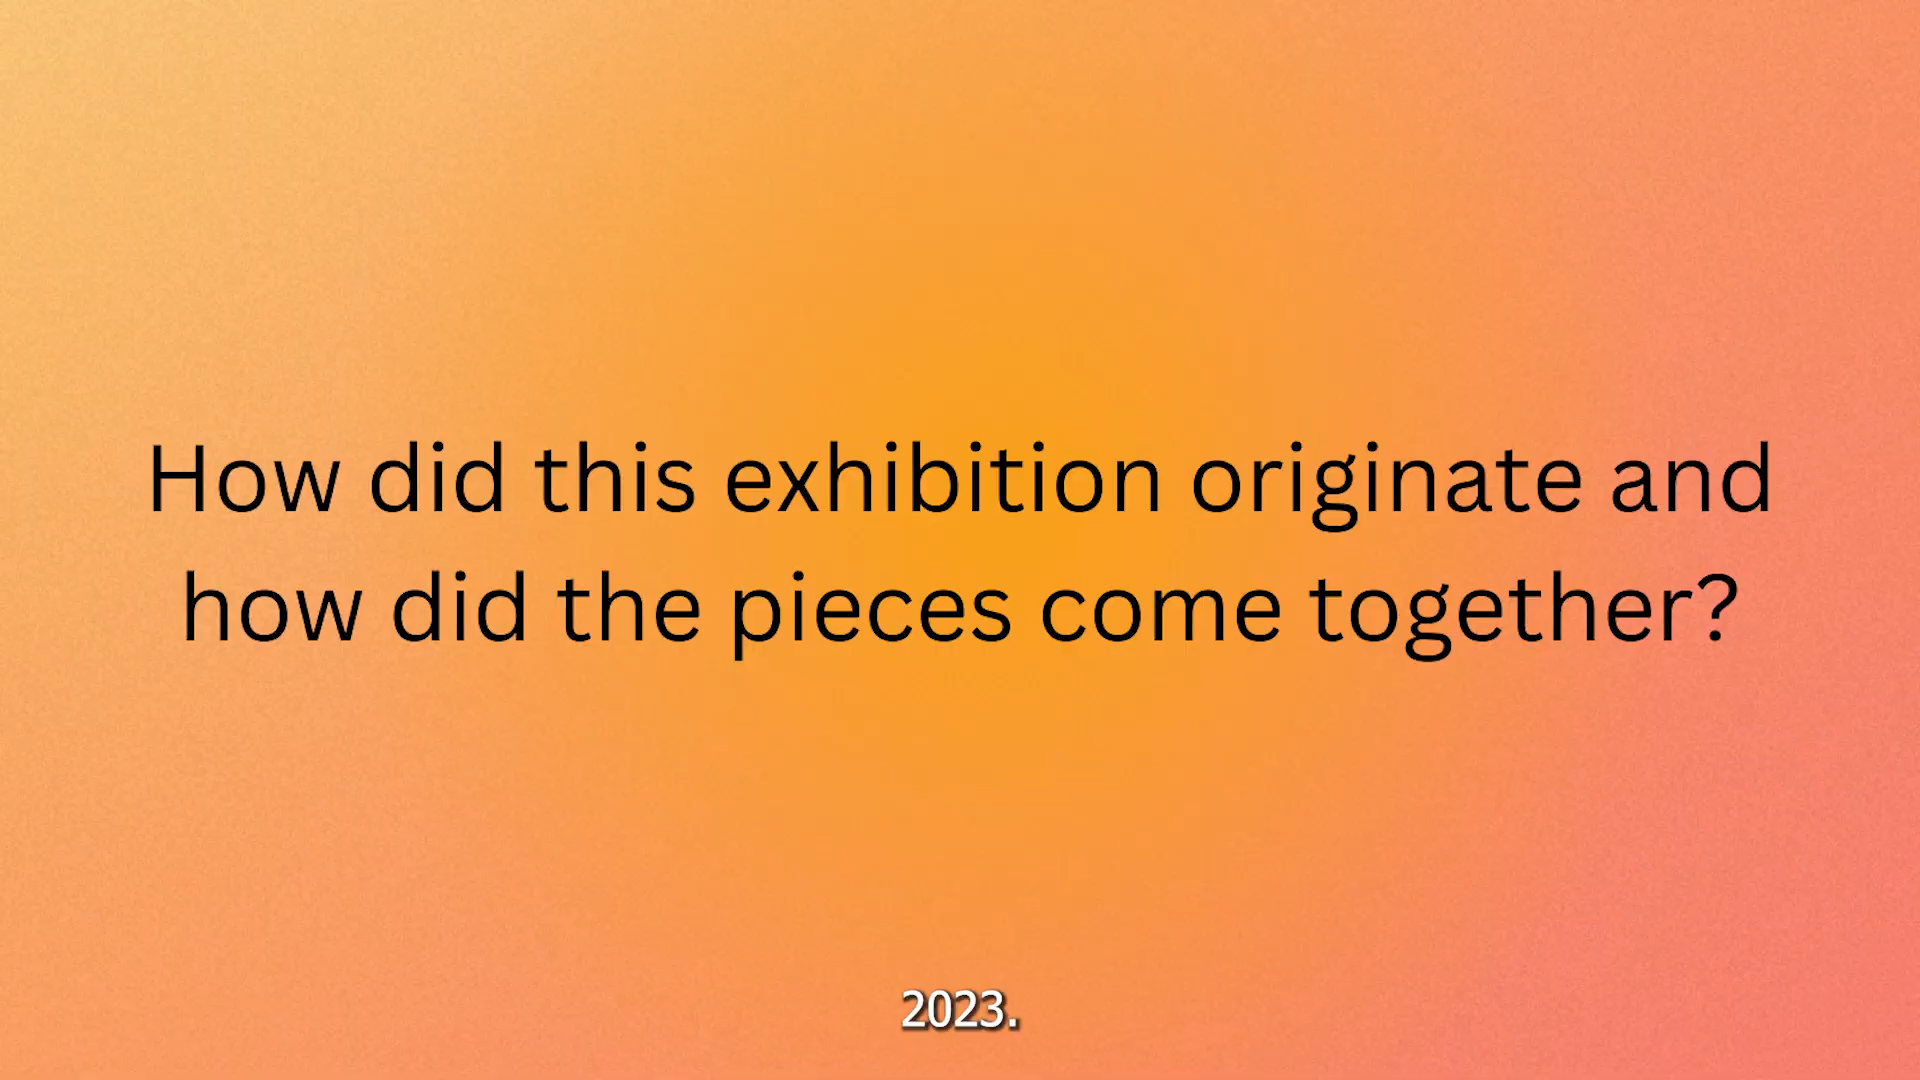 How did this exhibition originate and
how did the pieces come together?
2023.